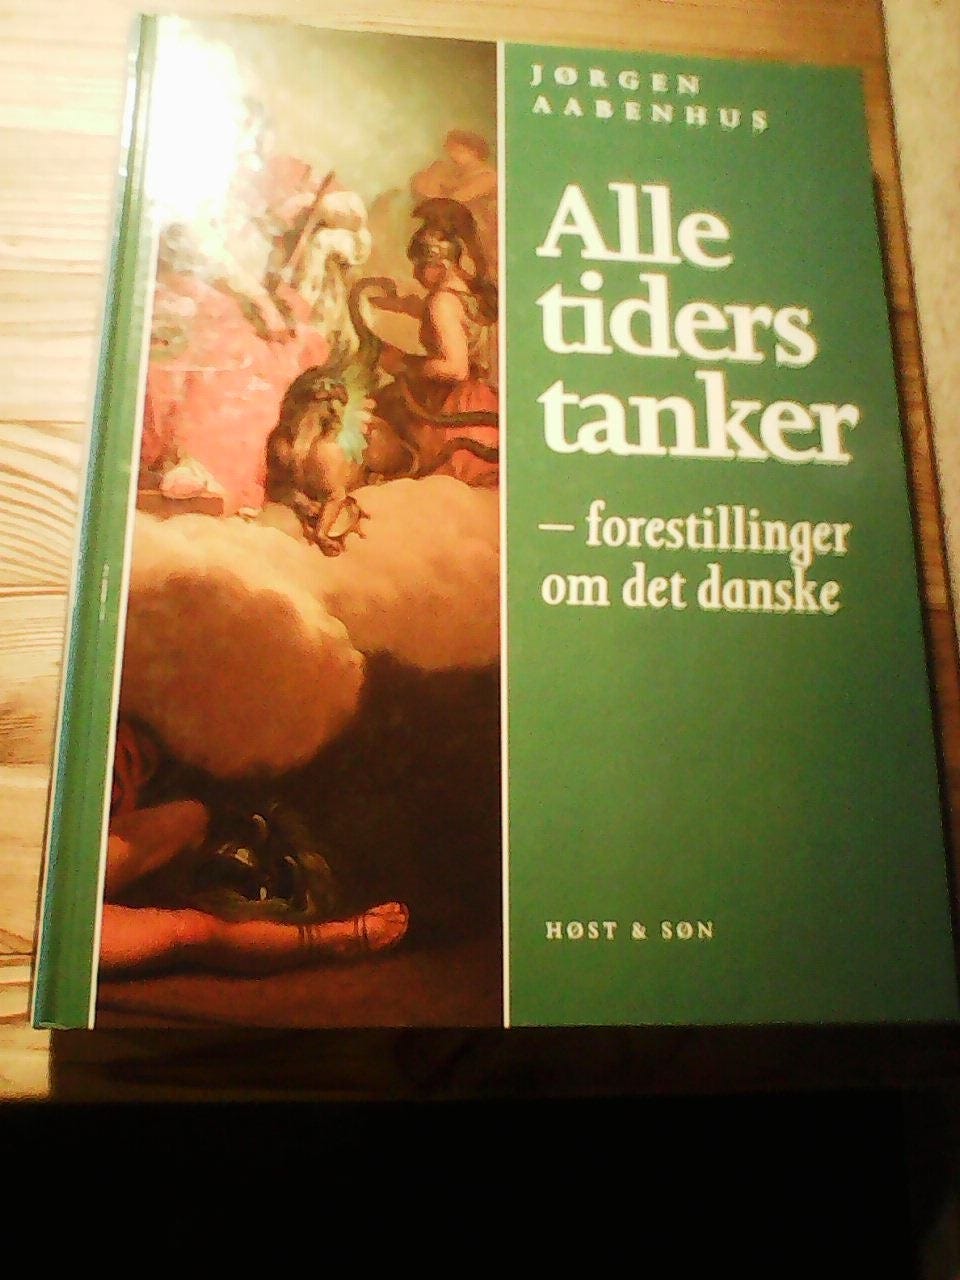 JØRGEN
AABENHUS
Alle
tiders
tanker
– forestillinger
om det danske
HØST & SØN